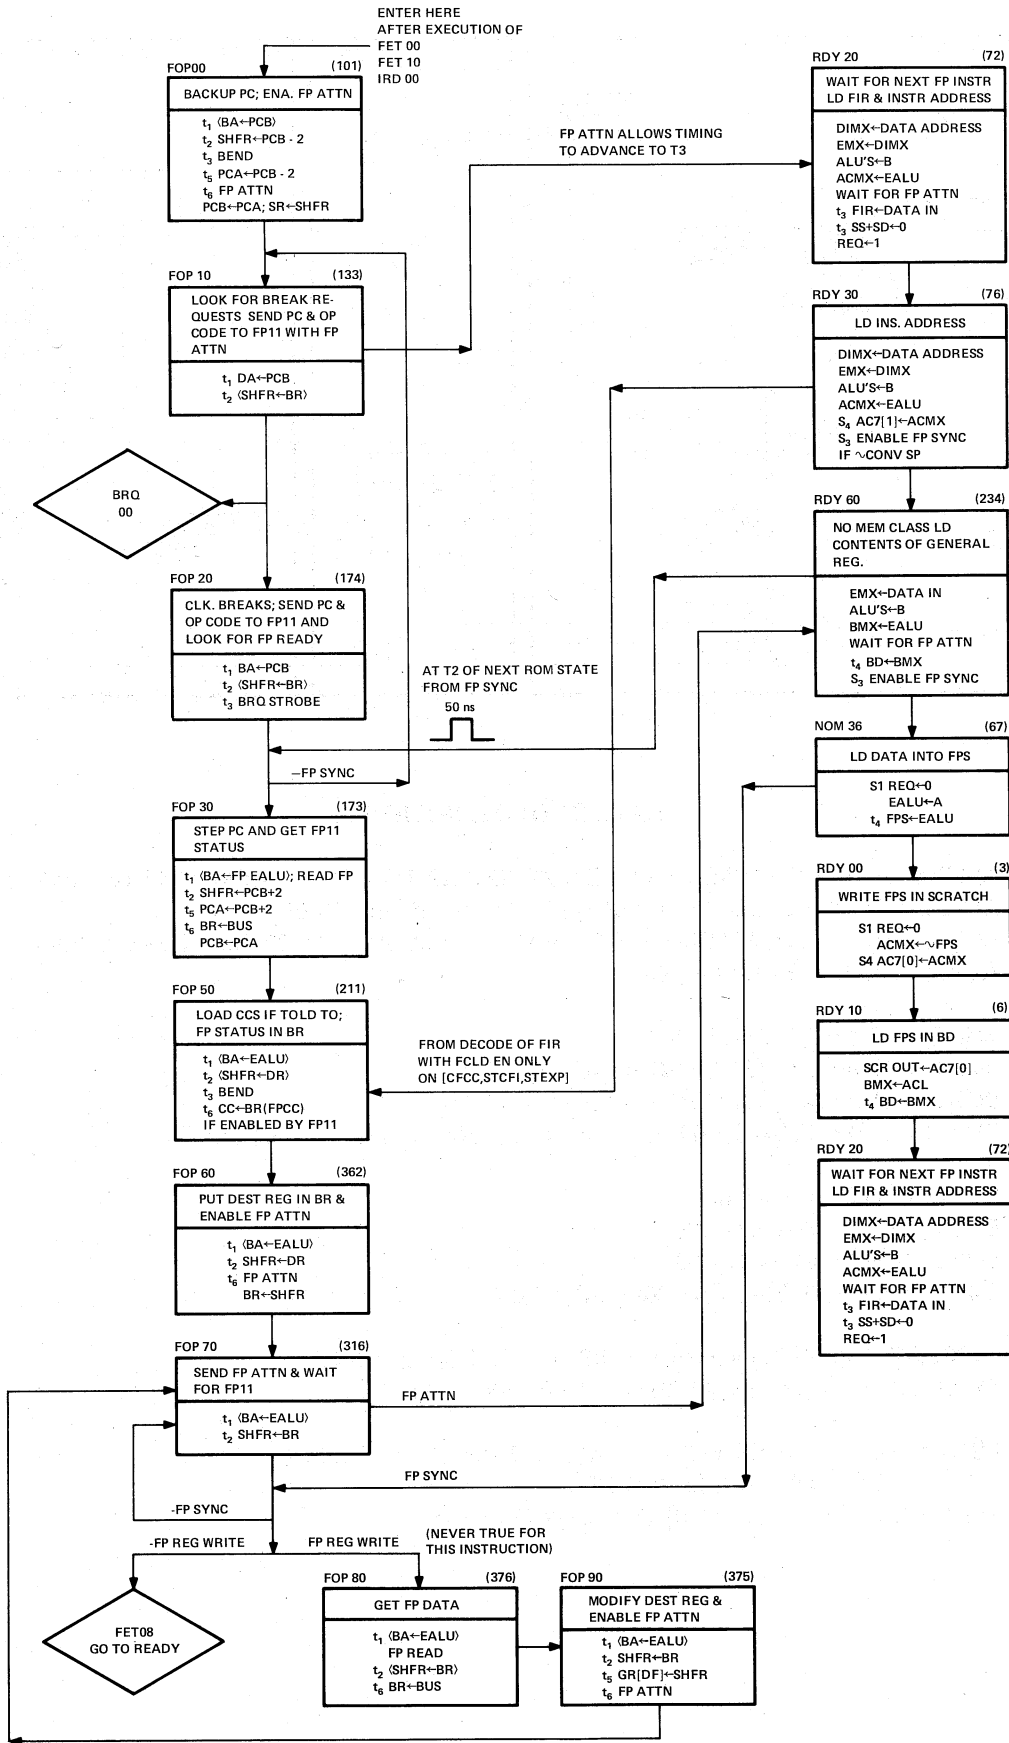 ENTER HERE
AFTER EXECUTION OF
FET 00
FET 10
IRD 00
FOP00 (101)
BACKUP PC; ENA. FP ATTN
t₁ ⟨BA←PCB⟩
t₂ SHFR←PCB - 2
t₃ BEND
t₅ PCA←PCB - 2
t₆ FP ATTN
PCB←PCA; SR←SHFR
FOP 10 (133)
LOOK FOR BREAK RE-
QUESTS SEND PC & OP
CODE TO FP11 WITH FP
ATTN
t₁ DA←PCB
t₂ ⟨SHFR←BR⟩
BRQ
00
FOP 20 (174)
CLK. BREAKS; SEND PC &
OP CODE TO FP11 AND
LOOK FOR FP READY
t₁ BA←PCB
t₂ ⟨SHFR←BR⟩
t₃ BRQ STROBE
—FP SYNC
FOP 30 (173)
STEP PC AND GET FP11
STATUS
t₁ ⟨BA←FP EALU⟩; READ FP
t₂ SHFR←PCB+2
t₅ PCA←PCB+2
t₆ BR←BUS
PCB←PCA
FOP 50 (211)
LOAD CCS IF TOLD TO;
FP STATUS IN BR
t₁ ⟨BA←EALU⟩
t₂ ⟨SHFR←DR⟩
t₃ BEND
t₆ CC←BR(FPCC)
IF ENABLED BY FP11
FOP 60 (362)
PUT DEST REG IN BR &
ENABLE FP ATTN
t₁ ⟨BA←EALU⟩
t₂ SHFR←DR
t₆ FP ATTN
BR←SHFR
FOP 70 (316)
SEND FP ATTN & WAIT
FOR FP11
t₁ ⟨BA←EALU⟩
t₂ SHFR←BR
FP ATTN
FP SYNC
-FP SYNC
-FP REG WRITE
FP REG WRITE
(NEVER TRUE FOR
THIS INSTRUCTION)
FET08
GO TO READY
FOP 80 (376)
GET FP DATA
t₁ ⟨BA←EALU⟩
FP READ
t₂ ⟨SHFR←BR⟩
t₆ BR←BUS
FOP 90 (375)
MODIFY DEST REG &
ENABLE FP ATTN
t₁ ⟨BA←EALU⟩
t₂ SHFR←BR
t₅ GR[DF]←SHFR
t₆ FP ATTN
FP ATTN ALLOWS TIMING
TO ADVANCE TO T3
AT T2 OF NEXT ROM STATE
FROM FP SYNC
50 ns
FROM DECODE OF FIR
WITH FCLD EN ONLY
ON [CFCC,STCFI,STEXP]
RDY 20 (72)
WAIT FOR NEXT FP INSTR
LD FIR & INSTR ADDRESS
DIMX←DATA ADDRESS
EMX←DIMX
ALU'S←B
ACMX←EALU
WAIT FOR FP ATTN
t₃ FIR←DATA IN
t₃ SS+SD←0
REQ←1
RDY 30 (76)
LD INS. ADDRESS
DIMX←DATA ADDRESS
EMX←DIMX
ALU'S←B
ACMX←EALU
S₄ AC7[1]←ACMX
S₃ ENABLE FP SYNC
IF ∼CONV SP
RDY 60 (234)
NO MEM CLASS LD
CONTENTS OF GENERAL
REG.
EMX←DATA IN
ALU'S←B
BMX←EALU
WAIT FOR FP ATTN
t₄ BD←BMX
S₃ ENABLE FP SYNC
NOM 36 (67)
LD DATA INTO FPS
S1 REQ←0
EALU←A
t₄ FPS←EALU
RDY 00 (3)
WRITE FPS IN SCRATCH
S1 REQ←0
ACMX←∼FPS
S4 AC7[0]←ACMX
RDY 10 (6)
LD FPS IN BD
SCR OUT←AC7[0]
BMX←ACL
t₄ BD←BMX
RDY 20 (72)
WAIT FOR NEXT FP INSTR
LD FIR & INSTR ADDRESS
DIMX←DATA ADDRESS
EMX←DIMX
ALU'S←B
ACMX←EALU
WAIT FOR FP ATTN
t₃ FIR←DATA IN
t₃ SS+SD←0
REQ←1